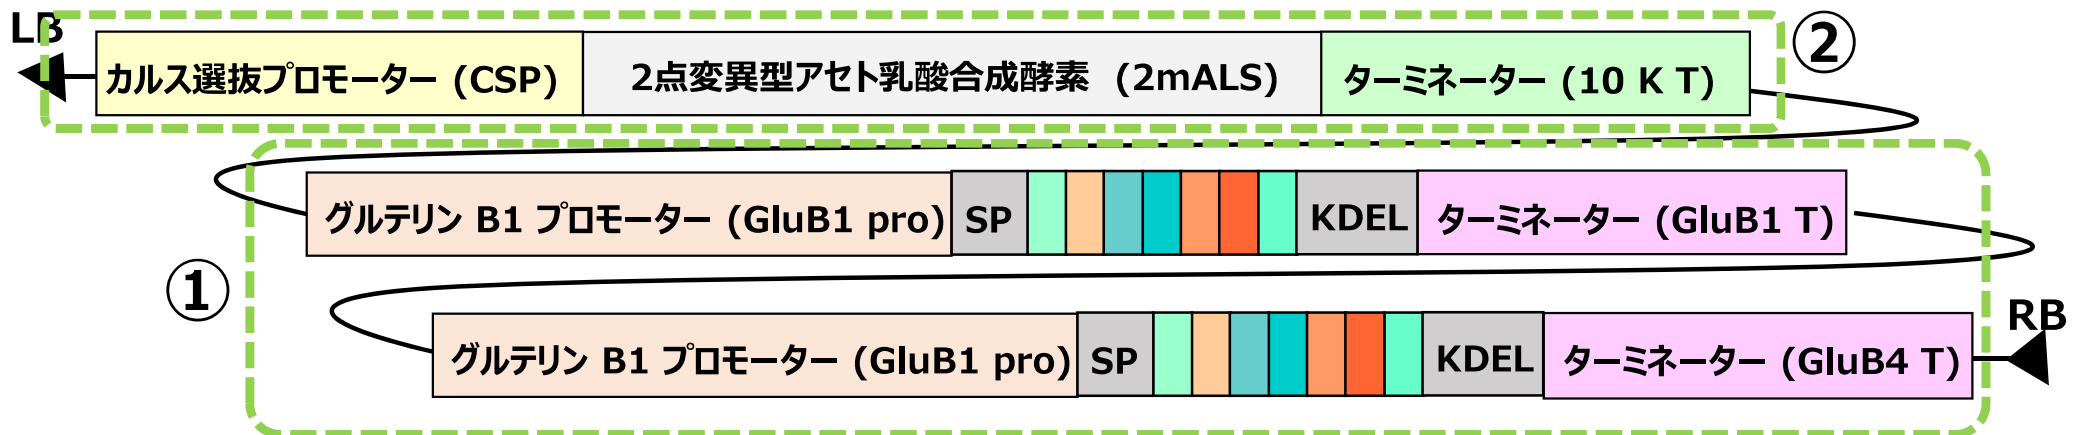 LB
カルス選抜プロモーター (CSP) 2点変異型アセト乳酸合成酵素 (2mALS) ターミネーター (10 K T) ②
グルテリン B1 プロモーター (GluB1 pro) SP KDEL ターミネーター (GluB1 T)
①
グルテリン B1 プロモーター (GluB1 pro) SP KDEL ターミネーター (GluB4 T) RB